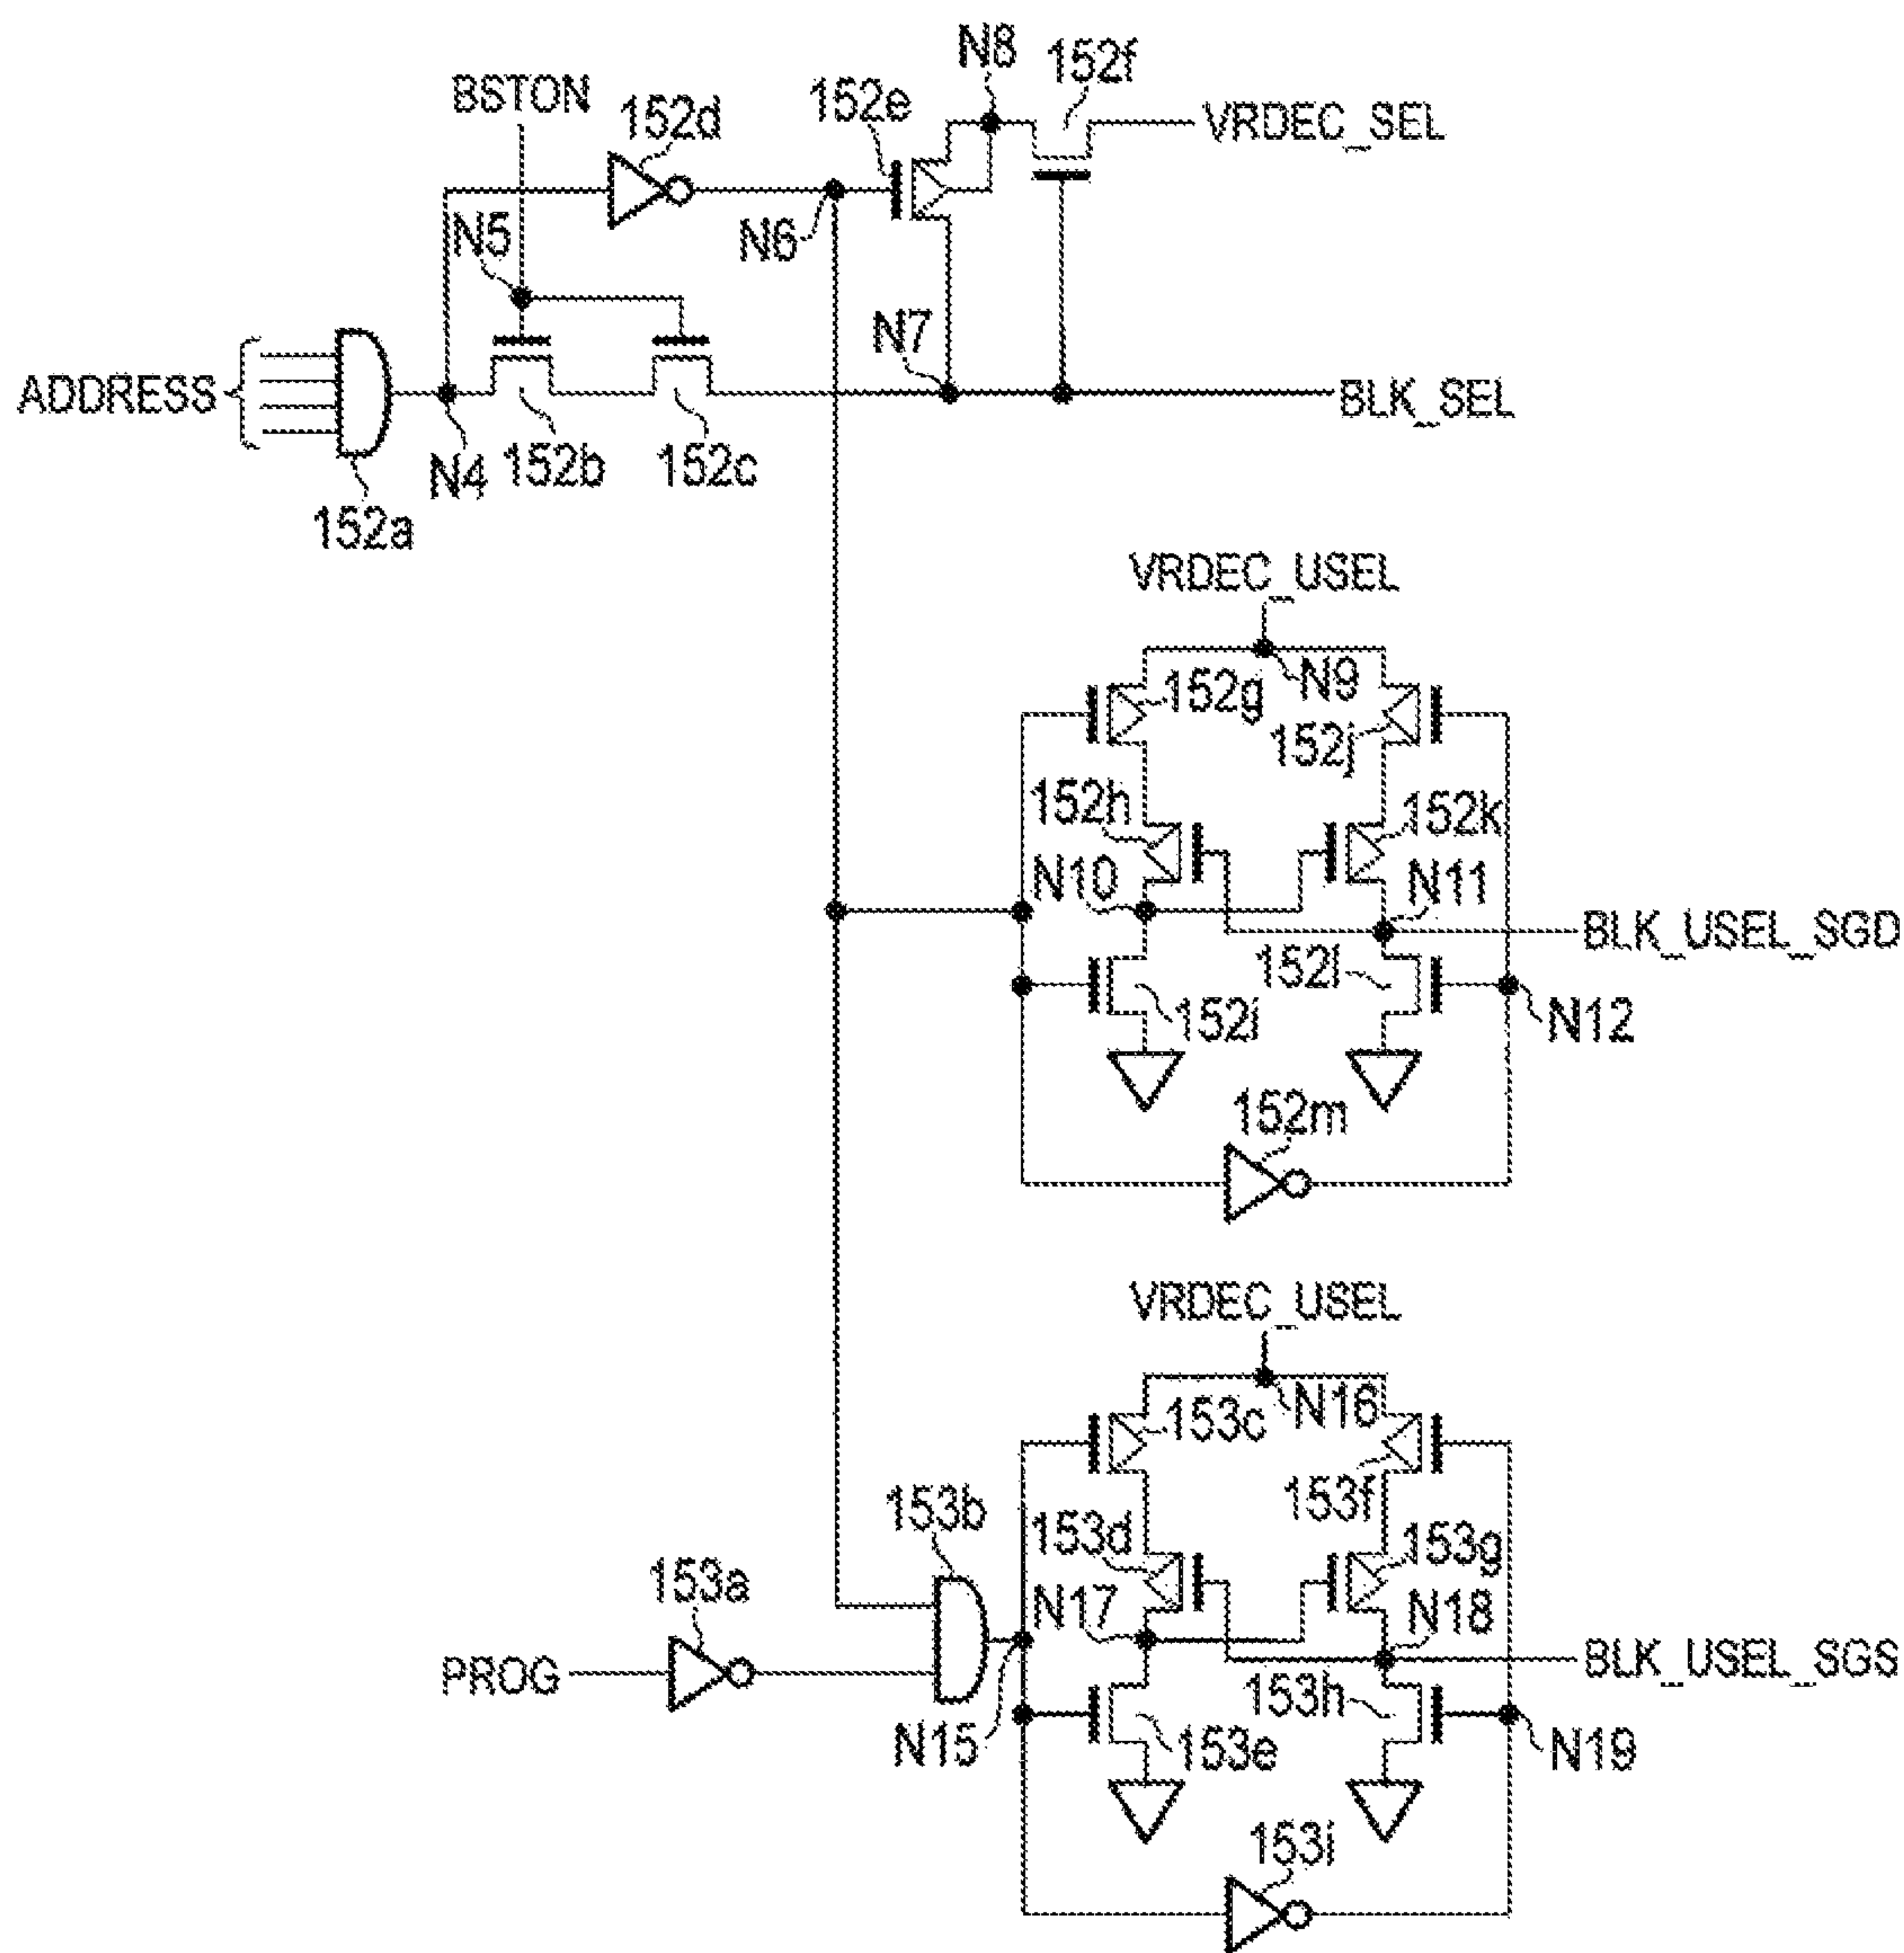 N8
152f
BSTON
152d
152e
VRDEC_SEL
N5
N6
N7
ADDRESS
BLK_SEL
N4
152b
152c
152a
VRDEC_USEL
N9
152g
152j
152h
152k
N10
N11
BLK_USEL_SGD
152l
152i
N12
152m
VRDEC_USEL
N16
153c
153f
153b
153d
153g
153a
N17
N18
PROG
BLK_USEL_SGS
153h
N15
153e
N19
153i